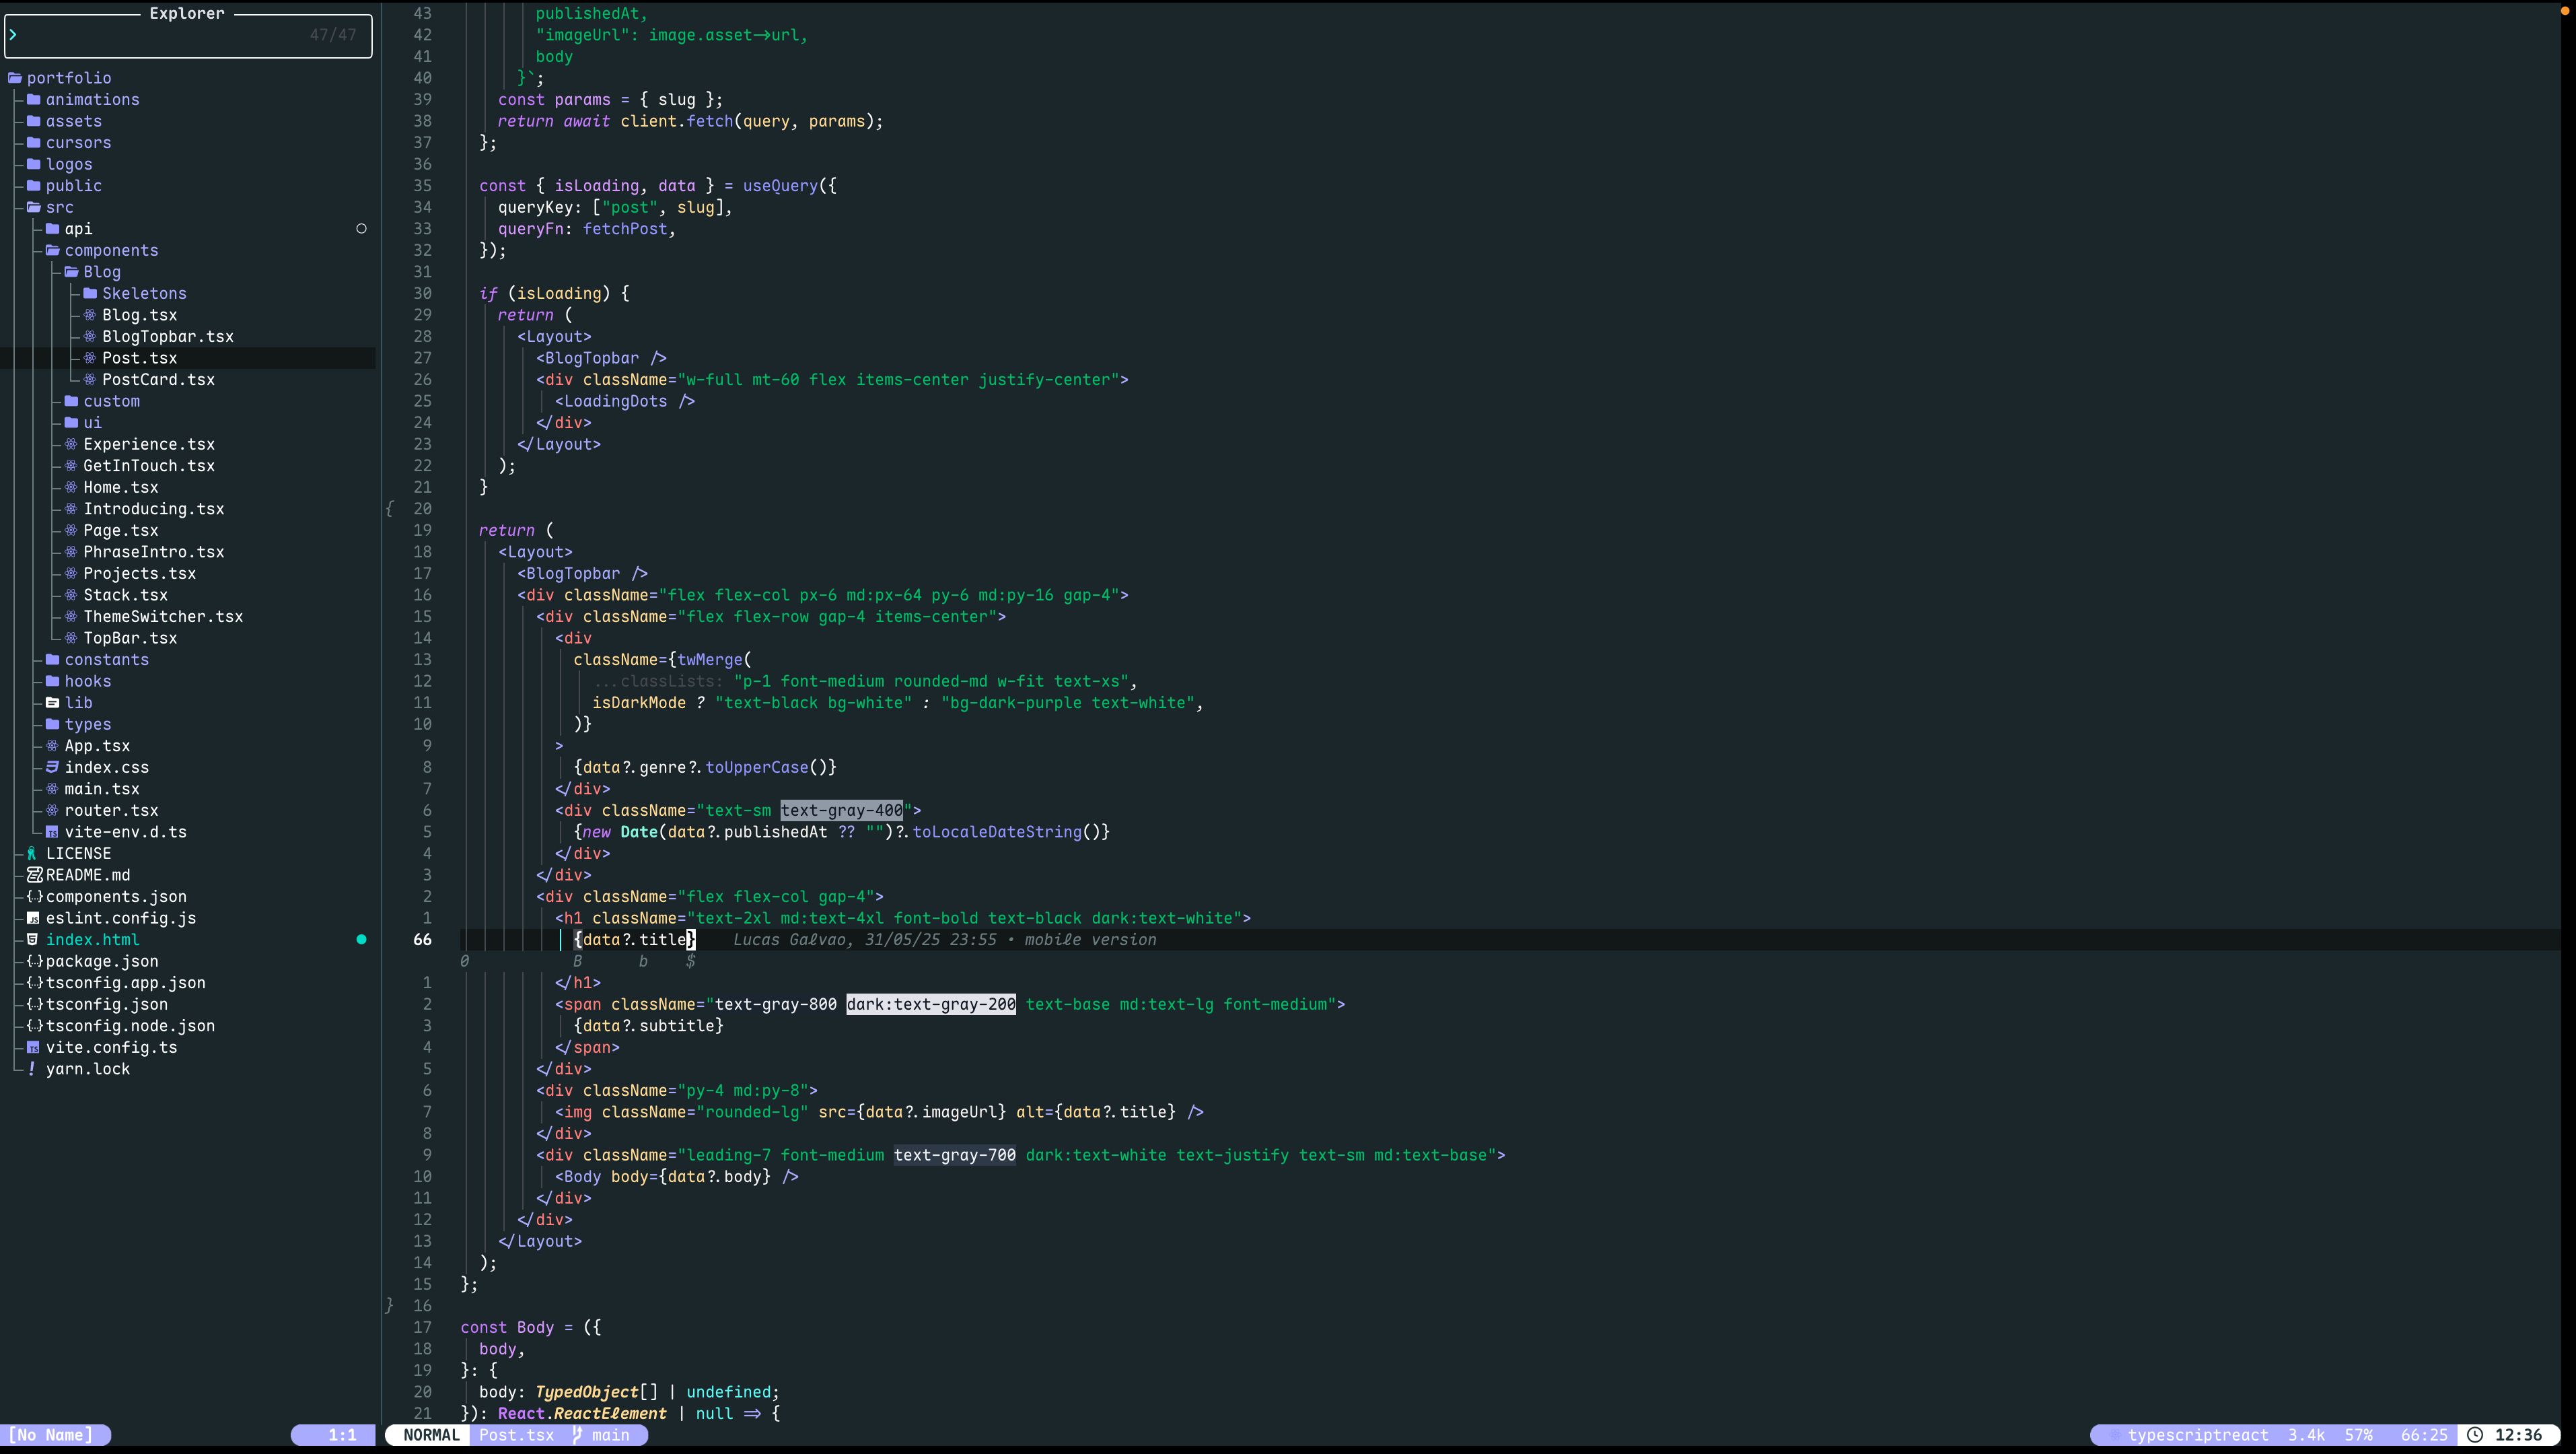 Explorer
47/47
portfolio
animations
assets
cursors
logos
public
src
api
components
Blog
Skeletons
Blog.tsx
BlogTopbar.tsx
Post.tsx
PostCard.tsx
custom
ui
Experience.tsx
GetInTouch.tsx
Home.tsx
Introducing.tsx
Page.tsx
PhraseIntro.tsx
Projects.tsx
Stack.tsx
ThemeSwitcher.tsx
TopBar.tsx
constants
hooks
lib
types
App.tsx
index.css
main.tsx
router.tsx
TS vite-env.d.ts
LICENSE
README.md
{..} components.json
JS eslint.config.js
index.html
{..} package.json
{..} tsconfig.app.json
{..} tsconfig.json
{..} tsconfig.node.json
TS vite.config.ts
! yarn.lock
[No Name] 1:1
43 publishedAt,
42 "imageUrl": image.asset->url,
41 body
40 }`;
39 const params = { slug };
38 return await client.fetch(query, params);
37 };
36
35 const { isLoading, data } = useQuery({
34 queryKey: ["post", slug],
33 queryFn: fetchPost,
32 });
31
30 if (isLoading) {
29 return (
28 <Layout>
27 <BlogTopbar />
26 <div className="w-full mt-60 flex items-center justify-center">
25 <LoadingDots />
24 </div>
23 </Layout>
22 );
21 }
{ 20
19 return (
18 <Layout>
17 <BlogTopbar />
16 <div className="flex flex-col px-6 md:px-64 py-6 md:py-16 gap-4">
15 <div className="flex flex-row gap-4 items-center">
14 <div
13 className={twMerge(
12 ...classLists: "p-1 font-medium rounded-md w-fit text-xs",
11 isDarkMode ? "text-black bg-white" : "bg-dark-purple text-white",
10 )}
9 >
8 {data?.genre?.toUpperCase()}
7 </div>
6 <div className="text-sm text-gray-400">
5 {new Date(data?.publishedAt ?? "")?.toLocaleDateString()}
4 </div>
3 </div>
2 <div className="flex flex-col gap-4">
1 <h1 className="text-2xl md:text-4xl font-bold text-black dark:text-white">
66 {data?.title} Lucas Galvao, 31/05/25 23:55 • mobile version
0 B b $
1 </h1>
2 <span className="text-gray-800 dark:text-gray-200 text-base md:text-lg font-medium">
3 {data?.subtitle}
4 </span>
5 </div>
6 <div className="py-4 md:py-8">
7 <img className="rounded-lg" src={data?.imageUrl} alt={data?.title} />
8 </div>
9 <div className="leading-7 font-medium text-gray-700 dark:text-white text-justify text-sm md:text-base">
10 <Body body={data?.body} />
11 </div>
12 </div>
13 </Layout>
14 );
15 };
} 16
17 const Body = ({
18 body,
19 }: {
20 body: TypedObject[] | undefined;
21 }): React.ReactElement | null => {
NORMAL Post.tsx main typescriptreact 3.4k 57% 66:25 12:36